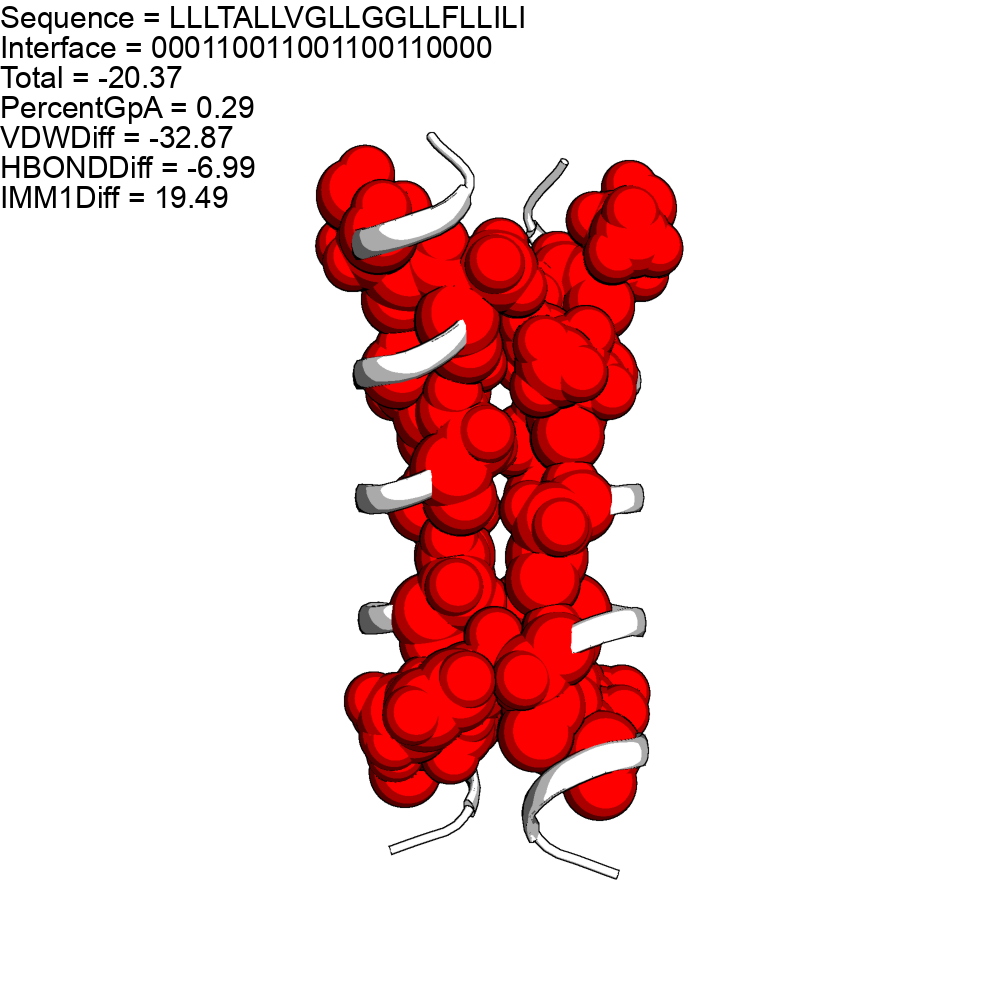 Sequence = LLLTALLVGLLGGLLFLLILI
Interface = 000110011001100110000
Total = -20.37
PercentGpA = 0.29
VDWDiff = -32.87
HBONDDiff = -6.99
IMM1Diff = 19.49